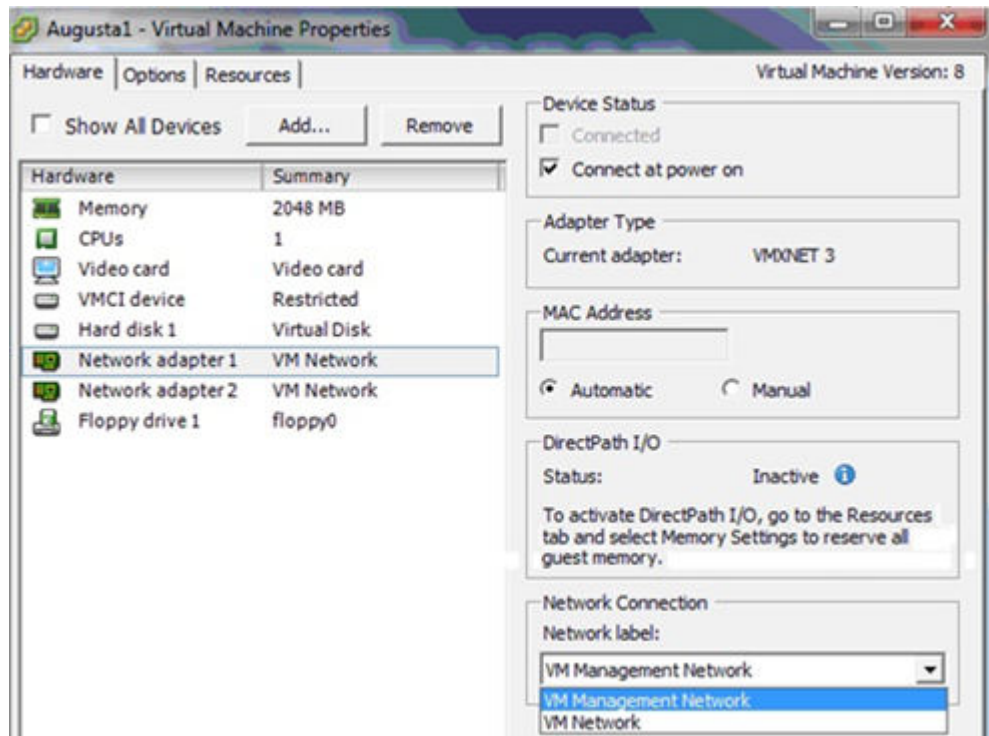 Augusta1 - Virtual Machine Properties
Hardware Options Resources
Virtual Machine Version: 8
Show All Devices
Add...
Remove
Hardware Summary
Memory 2048 MB
CPUs 1
Video card Video card
VMCI device Restricted
Hard disk 1 Virtual Disk
Network adapter 1 VM Network
Network adapter 2 VM Network
Floppy drive 1 floppy0
Device Status
Connected
Connect at power on
Adapter Type
Current adapter: VMXNET 3
MAC Address
Automatic Manual
DirectPath I/O
Status: Inactive
To activate DirectPath I/O, go to the Resources
tab and select Memory Settings to reserve all
guest memory.
Network Connection
Network label:
VM Management Network
VM Management Network
VM Network